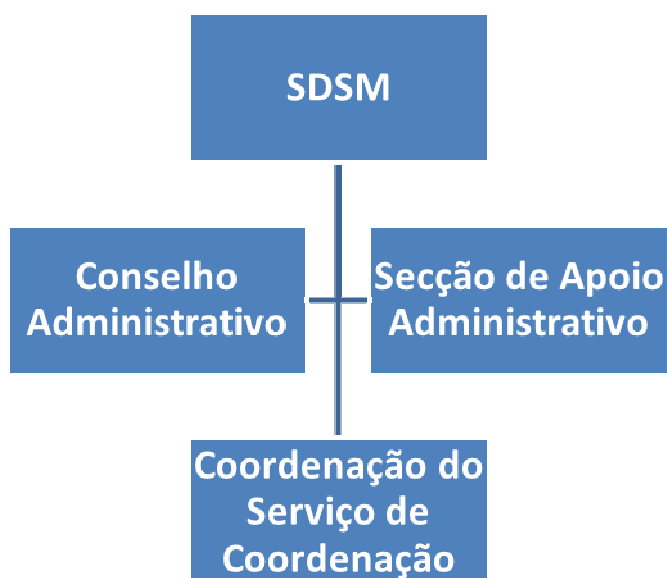 SDSM
Conselho
Administrativo
Secção de Apoio
Administrativo
Coordenação do
Serviço de
Coordenação